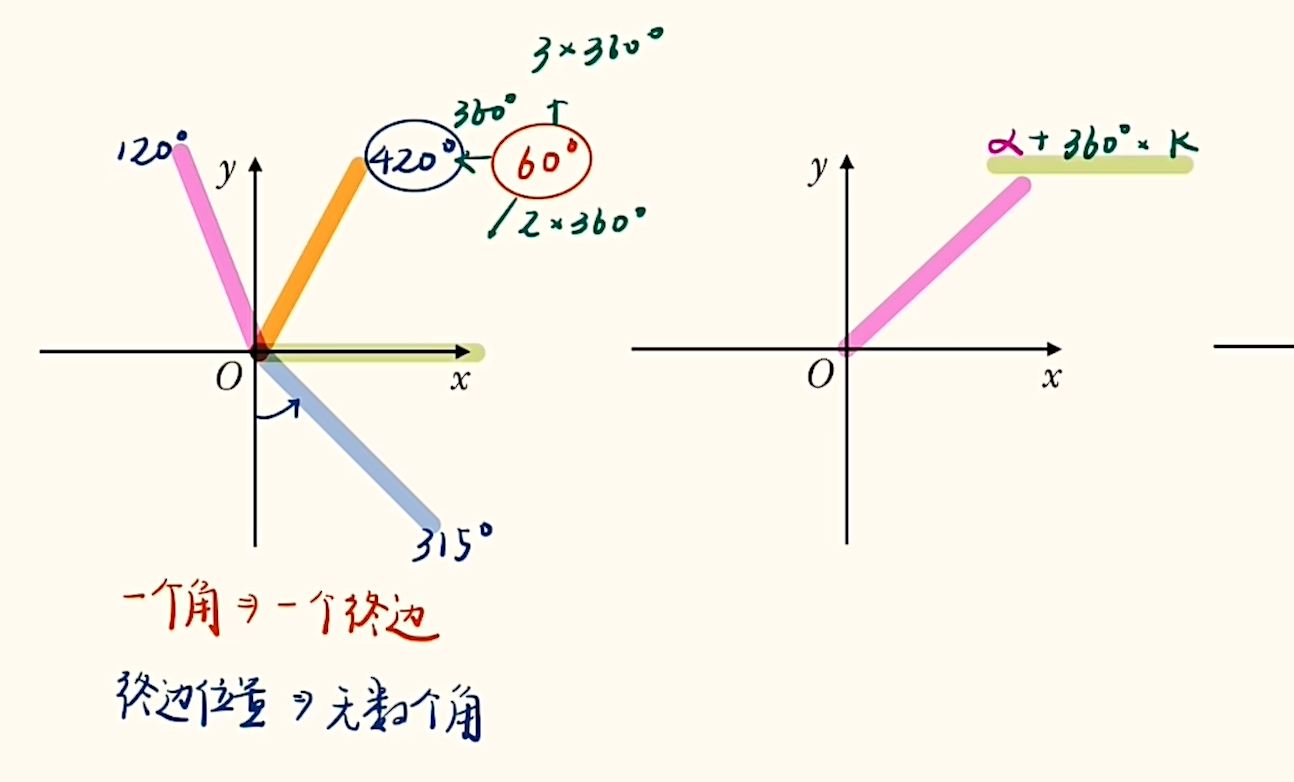 3×360°
360°
120°
420° ← 60°
y
2×360°
O
x
315°
一个角 ⇒ 一个终边
终边位置 ⇒ 无数个角
α + 360°× K
y
O
x